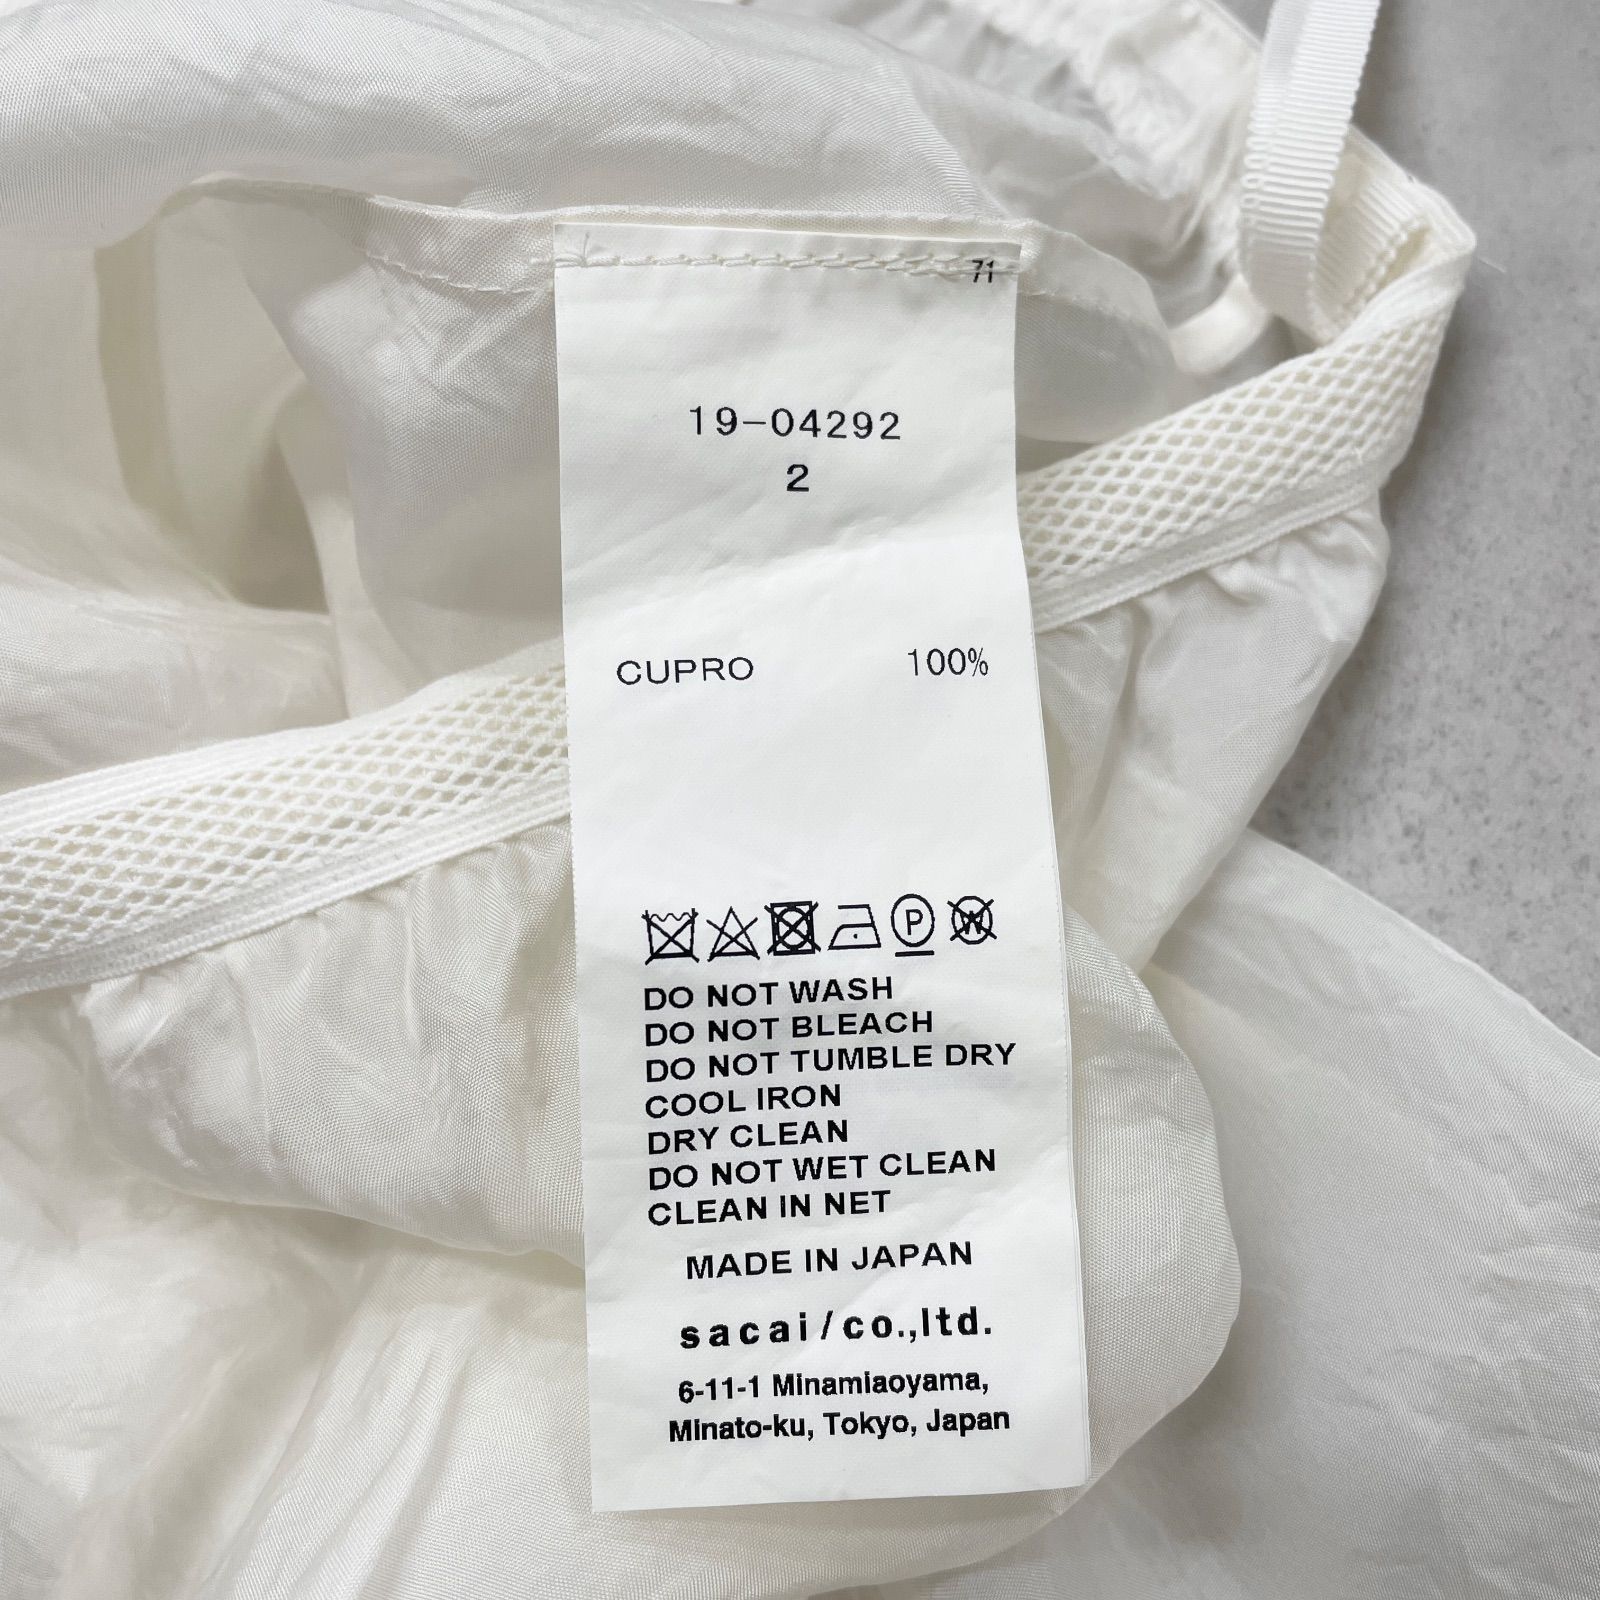 71
19-04292
2
CUPRO 100%
P W
DO NOT WASH
DO NOT BLEACH
DO NOT TUMBLE DRY
COOL IRON
DRY CLEAN
DO NOT WET CLEAN
CLEAN IN NET
MADE IN JAPAN
sacai/co.,ltd.
6-11-1 Minamiaoyama,
Minato-ku, Tokyo, Japan